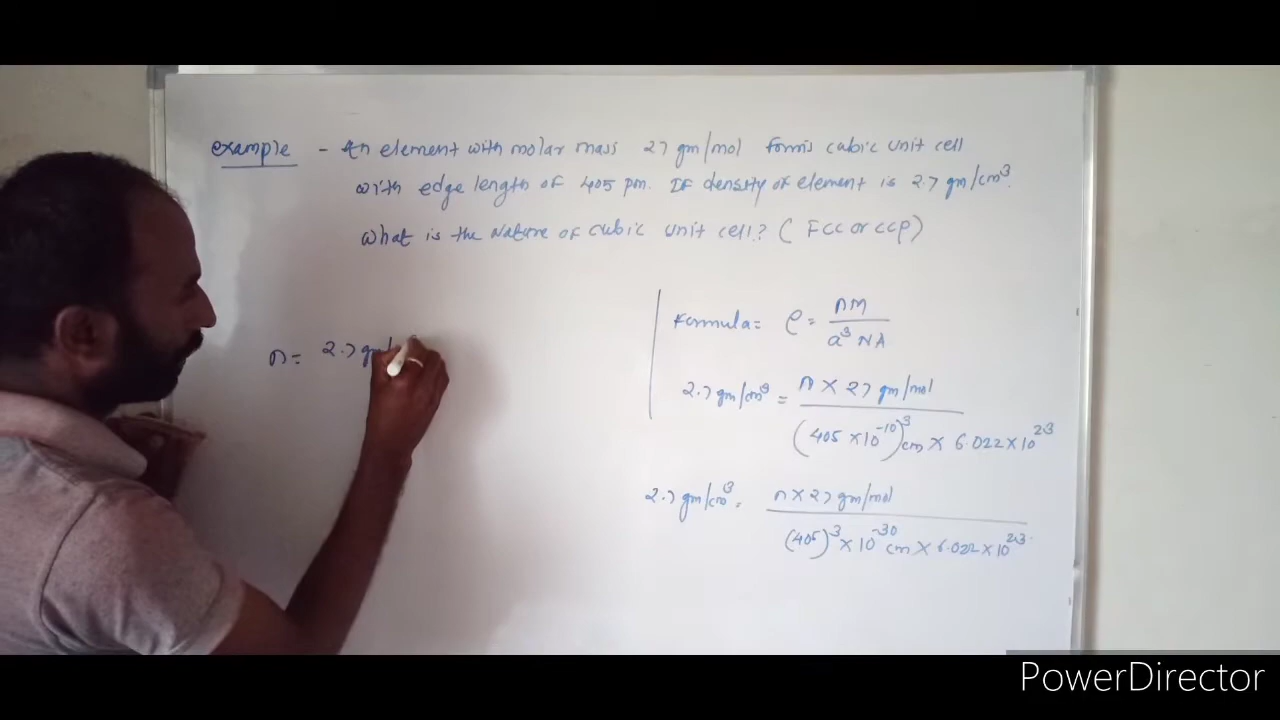 example - An element with molar mass 27 gm/mol forms cubic unit cell
with edge length of 405 pm. If density of element is 2.7 gm/cm³.
What is the Nature of cubic unit cell? ( FCC or CCP)
Formula = ρ = nM / a³ NA
2.7 gm/cm³ = n × 27 gm/mol / (405 × 10⁻¹⁰)³ cm × 6.022 × 10²³
2.7 gm/cm³ = n × 27 gm/mol / (405)³ × 10⁻³⁰ cm × 6.022 × 10²³
n = 2.7 gm/
PowerDirector